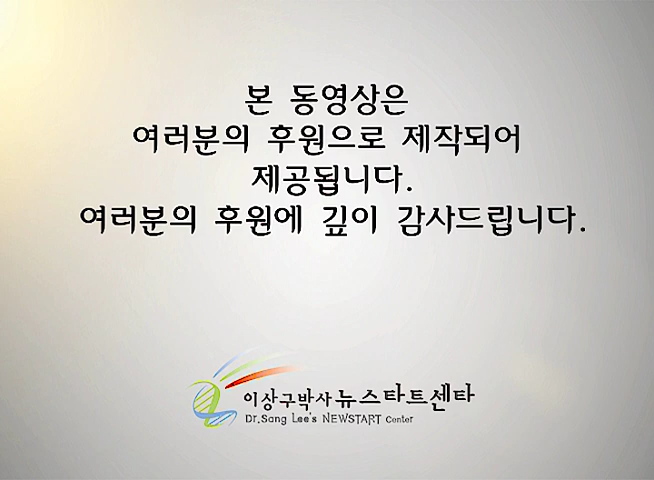 본 동영상은
여러분의 후원으로 제작되어
제공됩니다.
여러분의 후원에 깊이 감사드립니다.
이상구박사뉴스타트센타
Dr.Sang Lee's NEWSTART Center